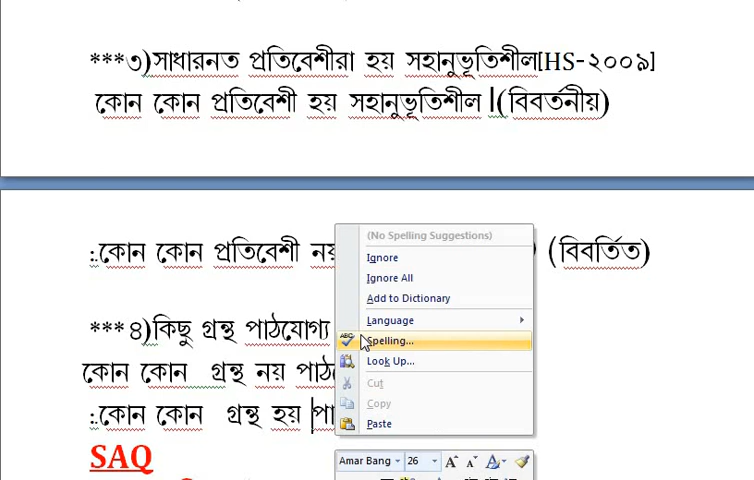 ***৩)সাধারনত প্রতিবেশীরা হয় সহানুভূতিশীল[HS-২০০৯]
কোন কোন প্রতিবেশী হয় সহানুভূতিশীল |(বিবর্তনীয়)
:.কোন কোন প্রতিবেশী নয় (বিবর্তিত)
***৪)কিছু গ্রন্থ পাঠযোগ্য
কোন কোন গ্রন্থ নয়
:.কোন কোন গ্রন্থ হয়
SAQ
(No Spelling Suggestions)
Ignore
Ignore All
Add to Dictionary
Language
Spelling...
Look Up...
Cut
Copy
Paste
Amar Bang 26